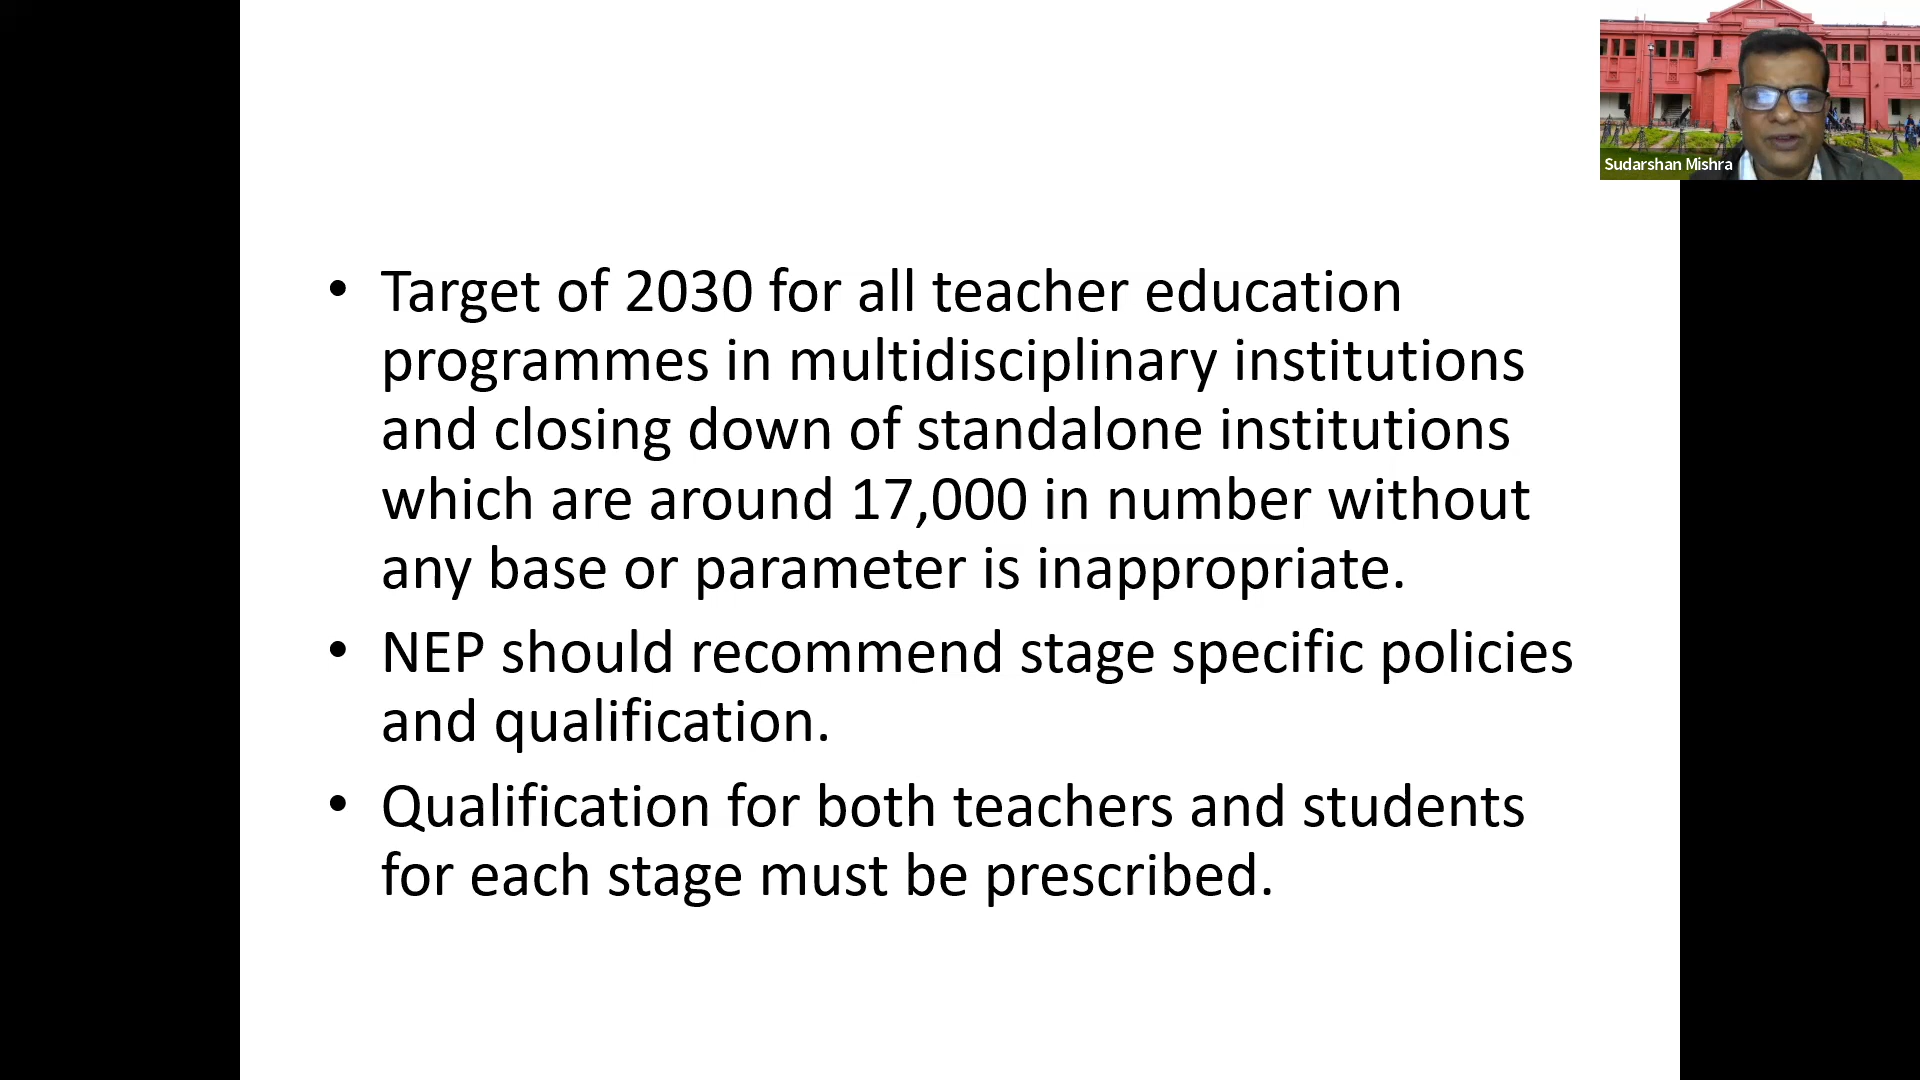 Sudarshan Mishra
• Target of 2030 for all teacher education
programmes in multidisciplinary institutions
and closing down of standalone institutions
which are around 17,000 in number without
any base or parameter is inappropriate.
• NEP should recommend stage specific policies
and qualification.
• Qualification for both teachers and students
for each stage must be prescribed.